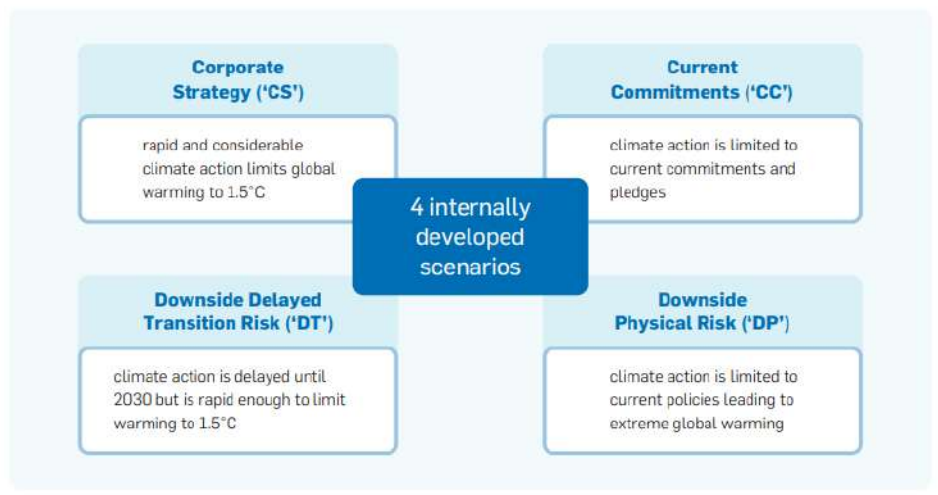 Corporate
Strategy (‘CS’)
rapid and considerable
climate action limits global
warming to 1.5°C
Current
Commitments (‘CC’)
climate action is limited to
current commitments and
pledges
4 internally
developed
scenarios
Downside Delayed
Transition Risk (‘DT’)
climate action is delayed until
2030 but is rapid enough to limit
warming to 1.5°C
Downside
Physical Risk (‘DP’)
climate action is limited to
current policies leading to
extreme global warming